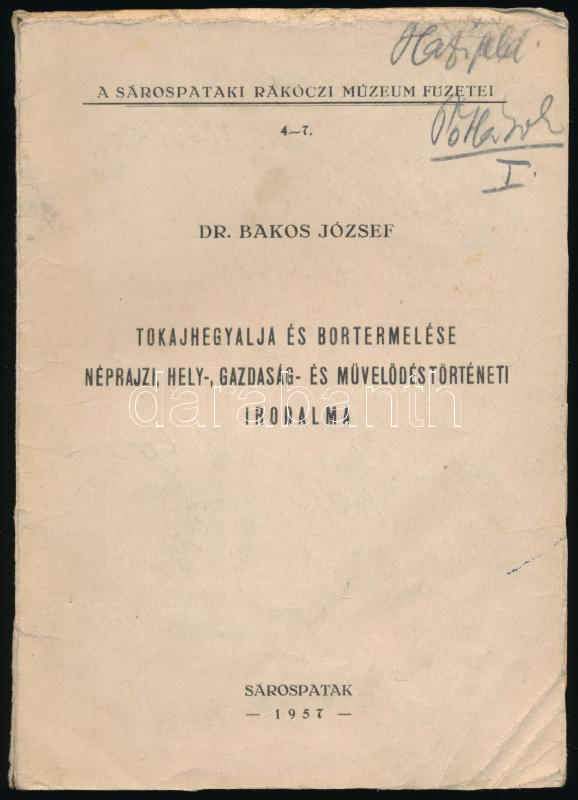 A SÁROSPATAKI RÁKÓCZI MÚZEUM FÜZETEI
4—7.
DR. BAKOS JÓZSEF
TOKAJHEGYALJA ÉS BORTERMELÉSE
NÉPRAJZI, HELY-, GAZDASÁG- ÉS MŰVELŐDÉSTÖRTÉNETI
IRODALMA
darabanth
SÁROSPATAK
— 1957 —
I.